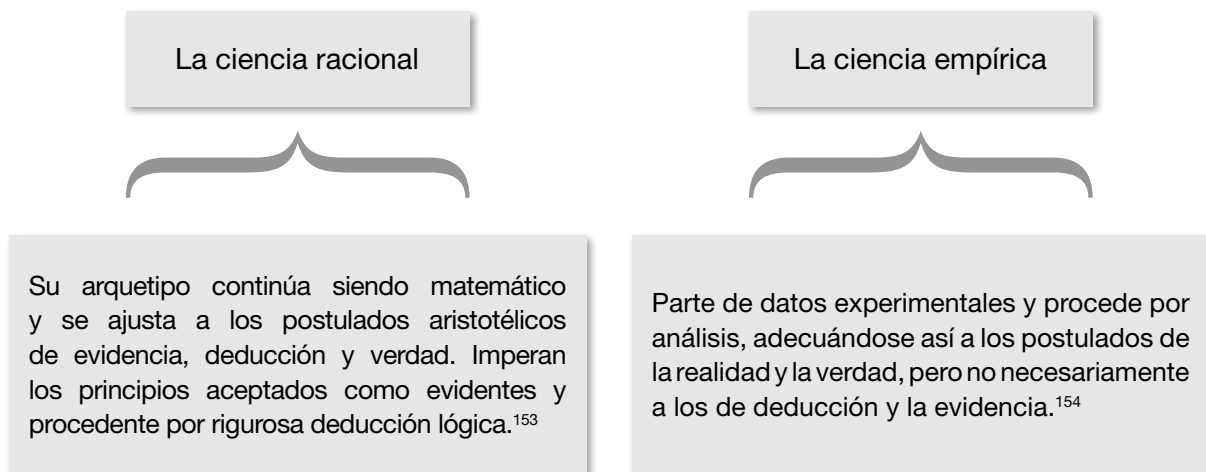 La ciencia racional
La ciencia empírica
Su arquetipo continúa siendo matemático
y se ajusta a los postulados aristotélicos
de evidencia, deducción y verdad. Imperan
los principios aceptados como evidentes y
procedente por rigurosa deducción lógica.153
Parte de datos experimentales y procede por
análisis, adecuándose así a los postulados de
la realidad y la verdad, pero no necesariamente
a los de deducción y la evidencia.154